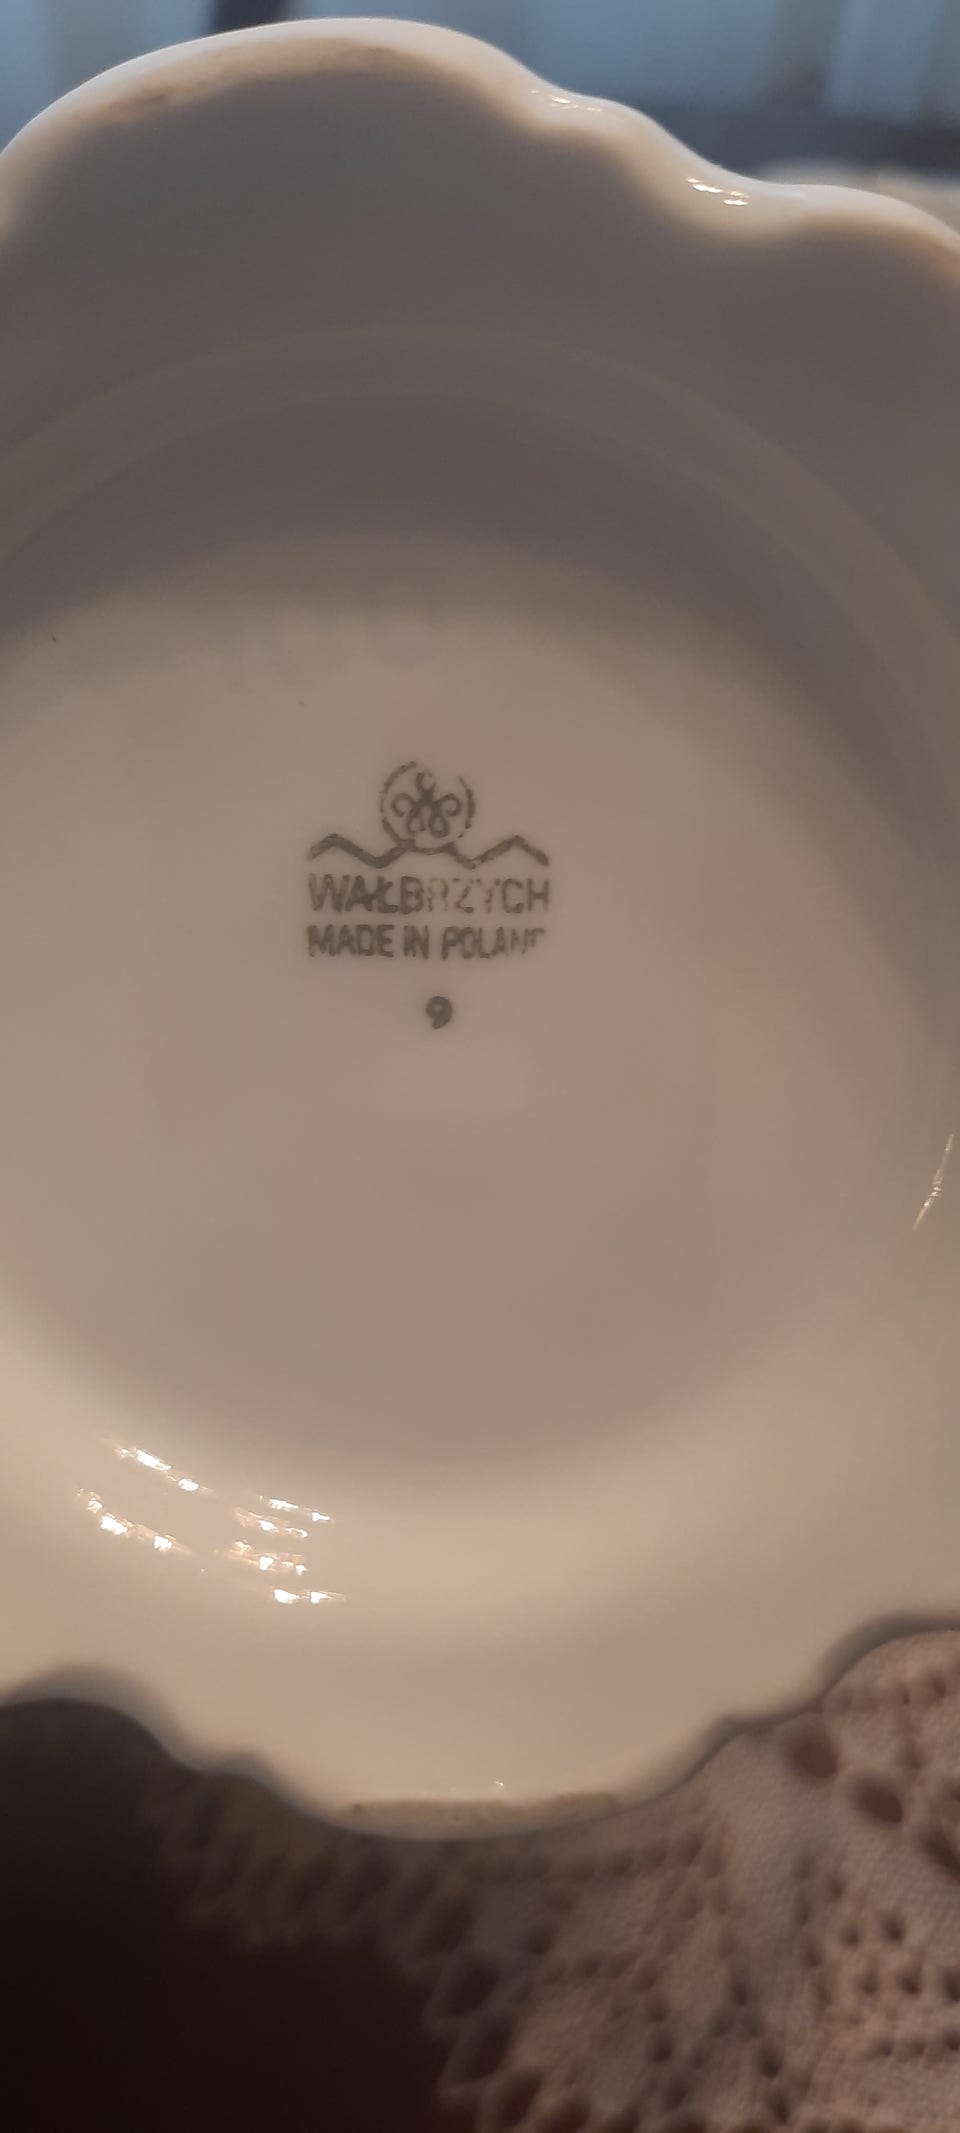 WAŁBRZYCH
MADE IN POLAND
9